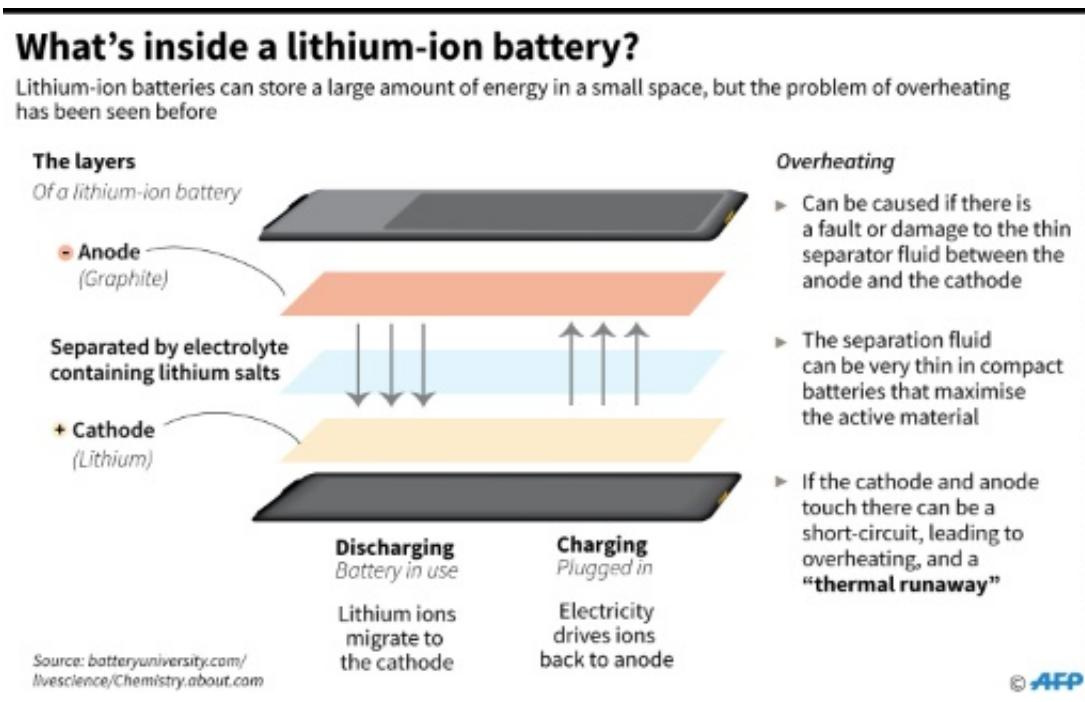 What's inside a lithium-ion battery?
Lithium-ion batteries can store a large amount of energy in a small space, but the problem of overheating
has been seen before
The layers
Of a lithium-ion battery
- Anode
(Graphite)
Separated by electrolyte
containing lithium salts
+ Cathode
(Lithium)
Discharging
Battery in use
Lithium ions
migrate to
the cathode
Charging
Plugged in
Electricity
drives ions
back to anode
Overheating
▸ Can be caused if there is
a fault or damage to the thin
separator fluid between the
anode and the cathode
▸ The separation fluid
can be very thin in compact
batteries that maximise
the active material
▸ If the cathode and anode
touch there can be a
short-circuit, leading to
overheating, and a
“thermal runaway”
Source: batteryuniversity.com/
livescience/Chemistry.about.com
© AFP